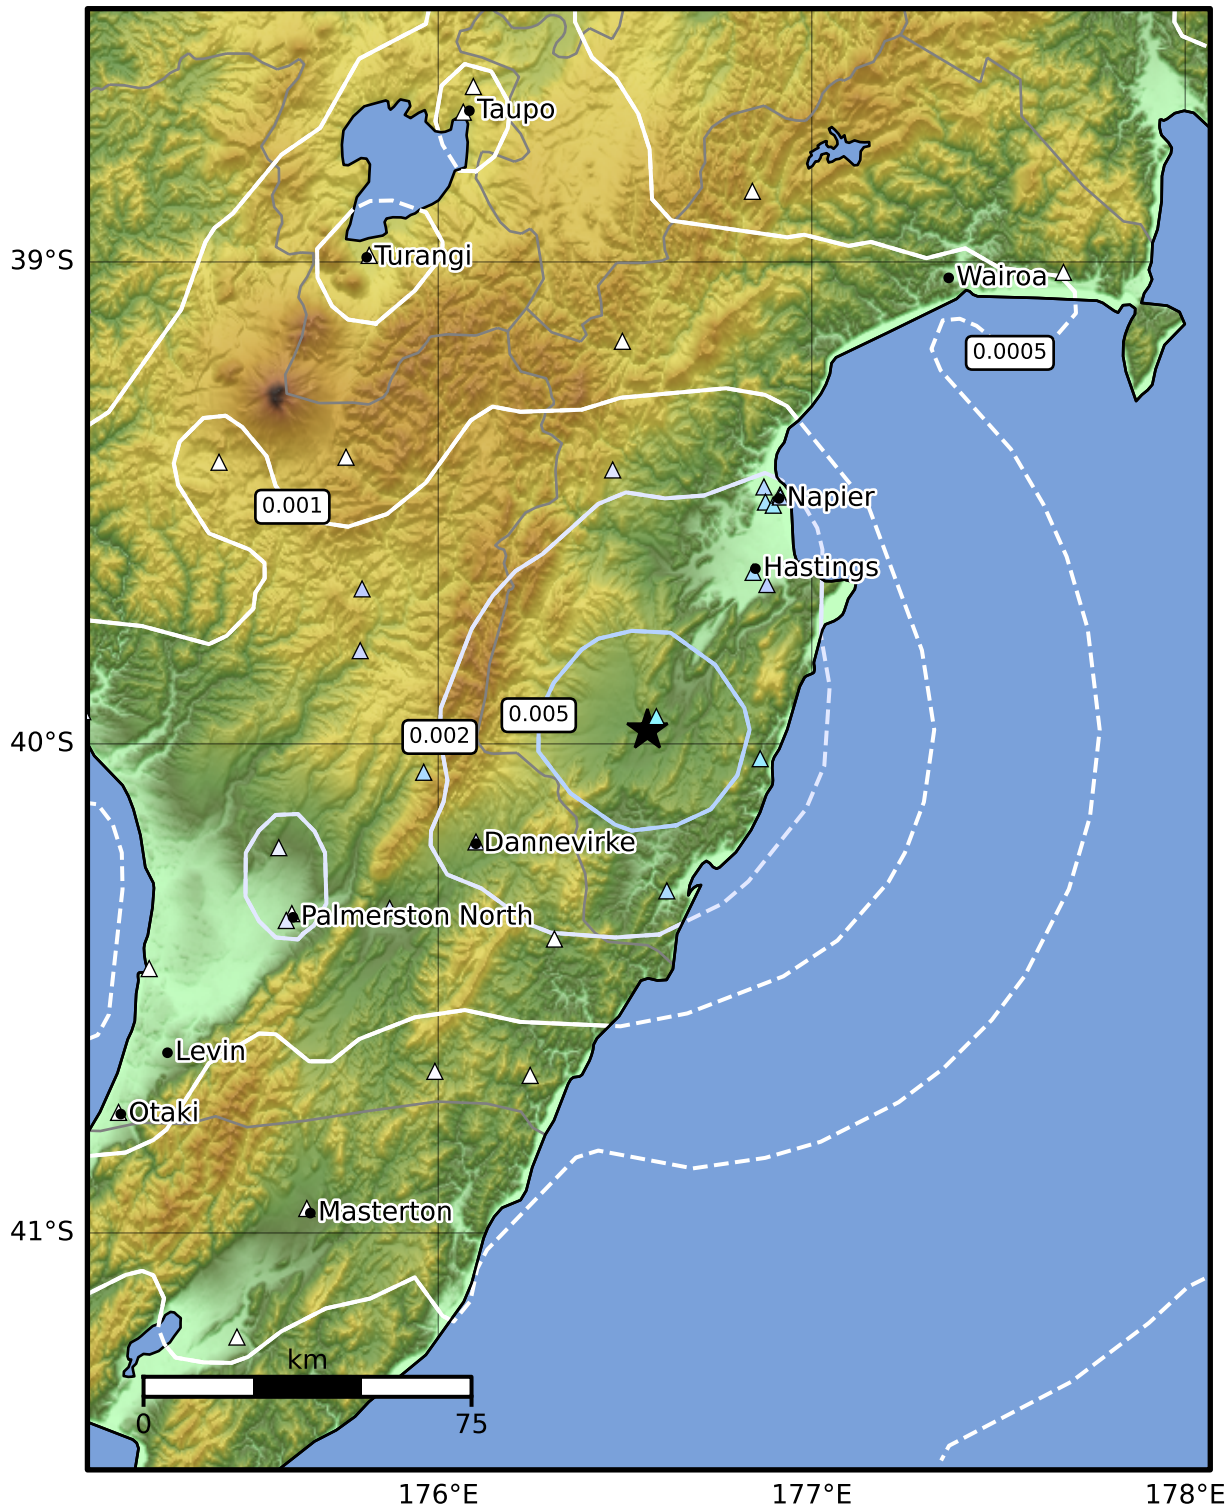 Taupo
39°S
Turangi
Wairoa
0.0005
0.001
Napier
Hastings
0.005
0.002
40°S
Dannevirke
Palmerston North
Levin
Otaki
Masterton
41°S
km
0 75
176°E 177°E 178°E